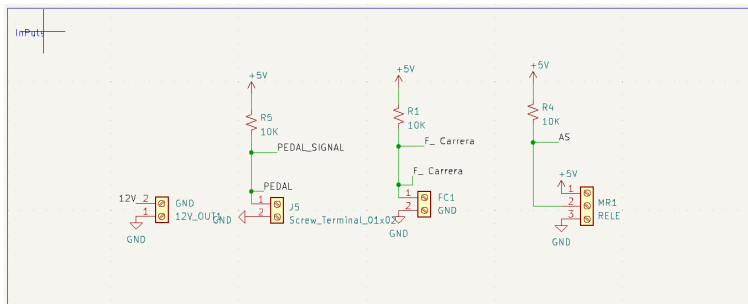 InPuts
+5V
R5
10K
PEDAL_SIGNAL
PEDAL
1
2
GND
J5
Screw_Terminal_01x02
12V
2
1
GND
12V_OUT1
GND
+5V
R1
10K
F_ Carrera
F_ Carrera
1
2
FC1
GND
GND
+5V
R4
10K
AS
+5V
1
2
3
MR1
RELE
GND